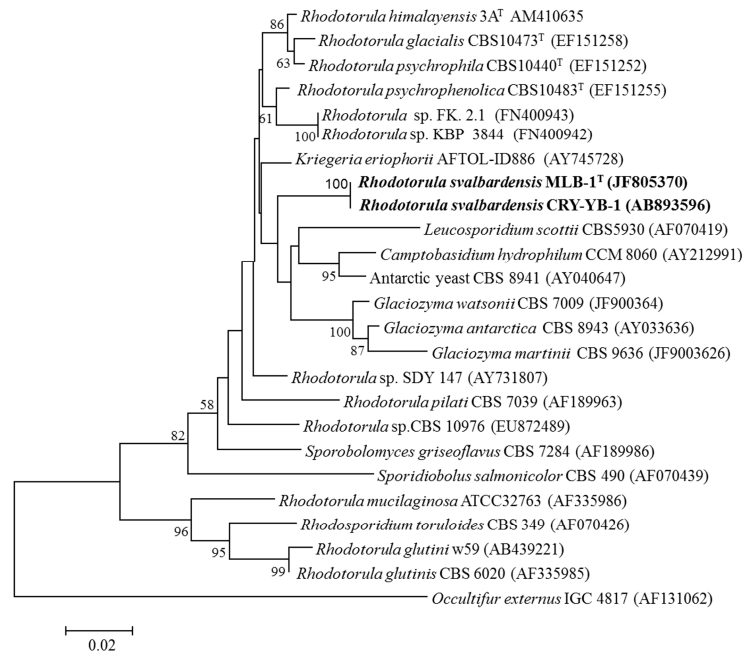 Rhodotorula himalayensis 3Aᵀ AM410635
86
Rhodotorula glacialis CBS10473ᵀ (EF151258)
63
Rhodotorula psychrophila CBS10440ᵀ (EF151252)
Rhodotorula psychrophenolica CBS10483ᵀ (EF151255)
61
Rhodotorula sp. FK. 2.1 (FN400943)
100
Rhodotorula sp. KBP 3844 (FN400942)
Kriegeria eriophorii AFTOL-ID886 (AY745728)
100
Rhodotorula svalbardensis MLB-1ᵀ (JF805370)
Rhodotorula svalbardensis CRY-YB-1 (AB893596)
Leucosporidium scottii CBS5930 (AF070419)
Camptobasidium hydrophilum CCM 8060 (AY212991)
95
Antarctic yeast CBS 8941 (AY040647)
Glaciozyma watsonii CBS 7009 (JF900364)
100
Glaciozyma antarctica CBS 8943 (AY033636)
87
Glaciozyma martinii CBS 9636 (JF9003626)
Rhodotorula sp. SDY 147 (AY731807)
Rhodotorula pilati CBS 7039 (AF189963)
58
Rhodotorula sp.CBS 10976 (EU872489)
82
Sporobolomyces griseoflavus CBS 7284 (AF189986)
Sporidiobolus salmonicolor CBS 490 (AF070439)
Rhodotorula mucilaginosa ATCC32763 (AF335986)
96
Rhodosporidium toruloides CBS 349 (AF070426)
95
Rhodotorula glutini w59 (AB439221)
99
Rhodotorula glutinis CBS 6020 (AF335985)
Occultifur externus IGC 4817 (AF131062)
0.02